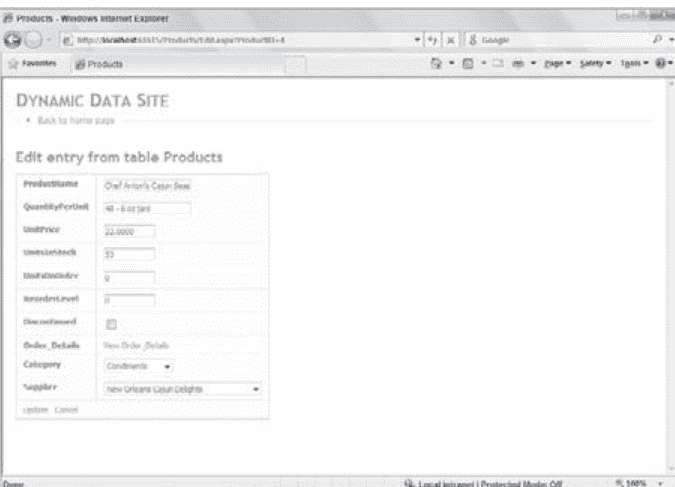 Products - Windows Internet Explorer
Google
Favorites Products
Page Safety Tools
DYNAMIC DATA SITE
Back to home page
Edit entry from table Products
ProductName Chef Anton's Cajun Seas
QuantityPerUnit 48 - 6 oz jars
UnitPrice 22.0000
UnitsInStock 53
UnitsOnOrder 0
ReorderLevel 0
Discontinued
Order_Details View Order_Details
Category Condiments
Supplier New Orleans Cajun Delights
Update Cancel
Done Local intranet | Protected Mode: Off 100%